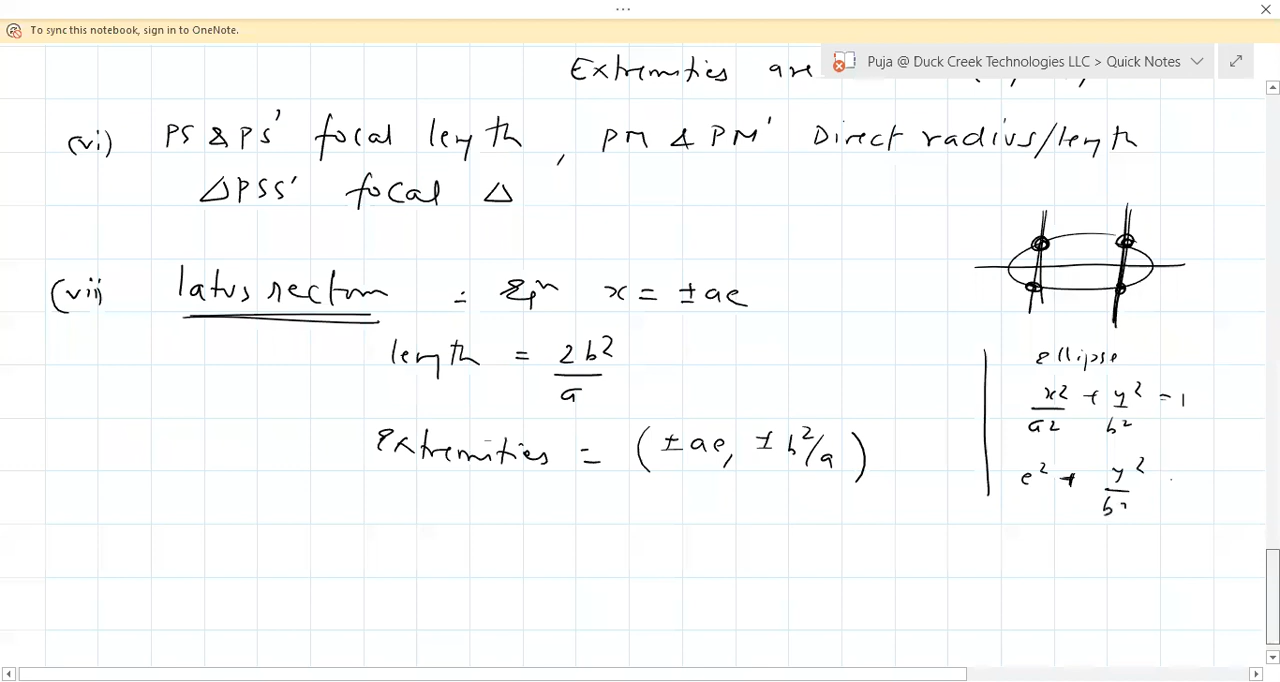 To sync this notebook, sign in to OneNote.
Puja @ Duck Creek Technologies LLC > Quick Notes
Extremities are
(vi) PS & PS' focal length, PM & PM' Direct radius/length
△PSS' focal △
(vii) latus rectum = Eqn x = ±ae
length = 2b²/a
extremities = (±ae, ±b²/a)
ellipse
x²/a² + y²/b² = 1
e² + y²/b²